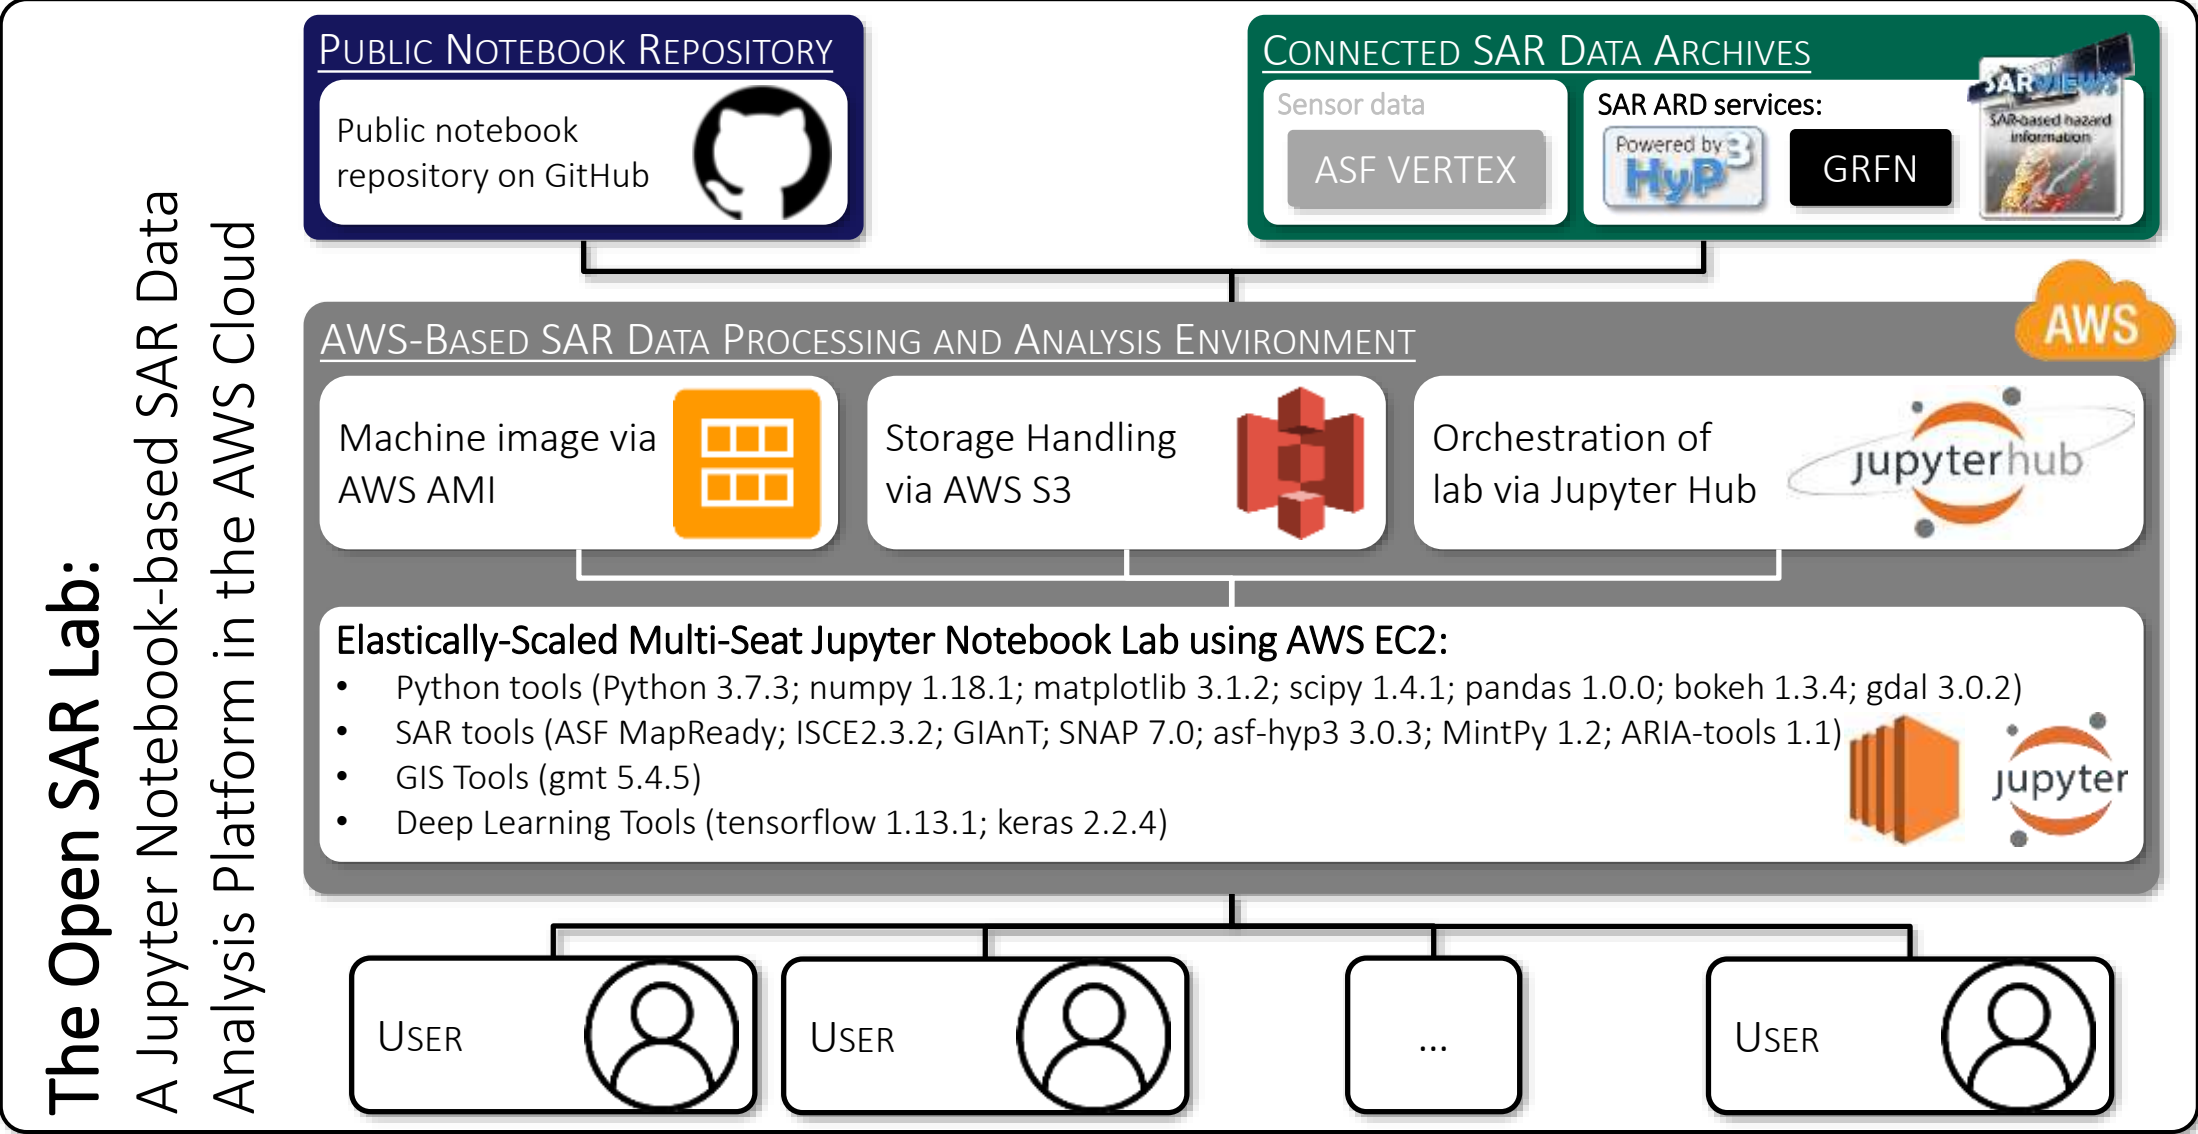 The Open SAR Lab:
A Jupyter Notebook-based SAR Data
Analysis Platform in the AWS Cloud
PUBLIC NOTEBOOK REPOSITORY
Public notebook
repository on GitHub
CONNECTED SAR DATA ARCHIVES
Sensor data
ASF VERTEX
SAR ARD services:
Powered by
HyP3
GRFN
SARVIEWS
SAR-based hazard
information
AWS
AWS-BASED SAR DATA PROCESSING AND ANALYSIS ENVIRONMENT
Machine image via
AWS AMI
Storage Handling
via AWS S3
Orchestration of
lab via Jupyter Hub
jupyterhub
Elastically-Scaled Multi-Seat Jupyter Notebook Lab using AWS EC2:
• Python tools (Python 3.7.3; numpy 1.18.1; matplotlib 3.1.2; scipy 1.4.1; pandas 1.0.0; bokeh 1.3.4; gdal 3.0.2)
• SAR tools (ASF MapReady; ISCE2.3.2; GIAnT; SNAP 7.0; asf-hyp3 3.0.3; MintPy 1.2; ARIA-tools 1.1)
• GIS Tools (gmt 5.4.5)
• Deep Learning Tools (tensorflow 1.13.1; keras 2.2.4)
jupyter
USER
USER
...
USER